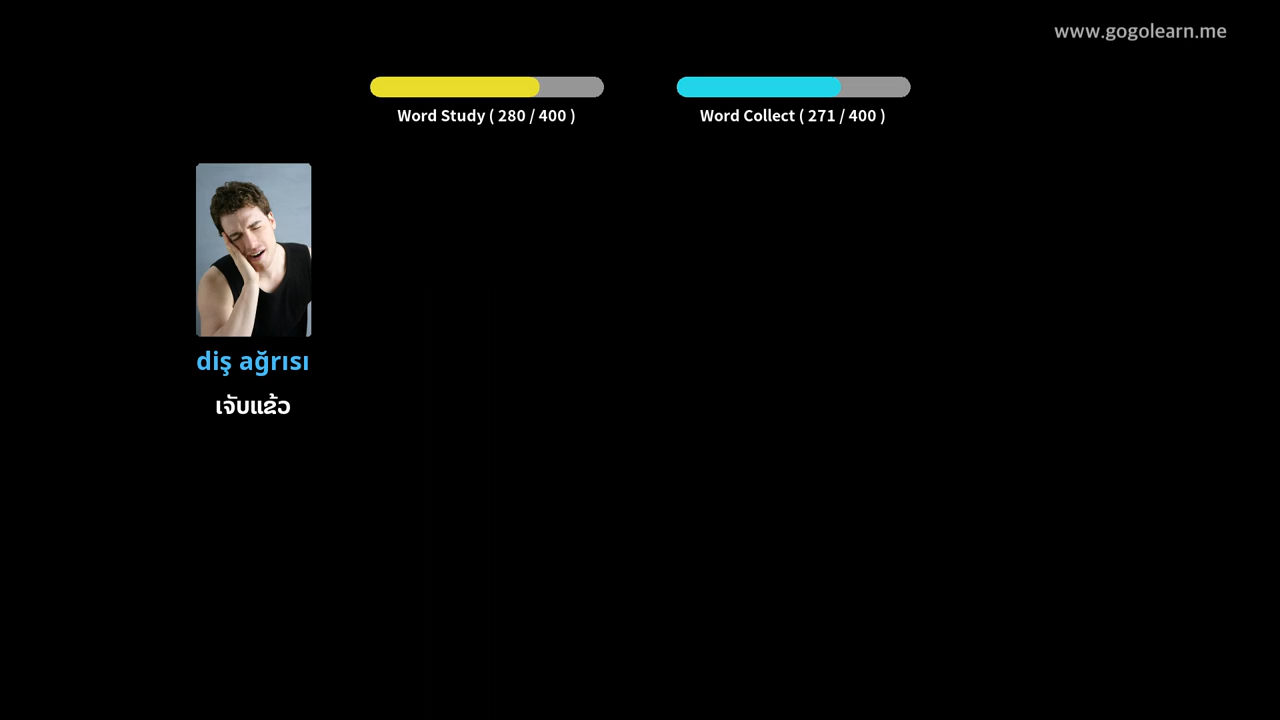 www.gogolearn.me
Word Study ( 280 / 400 )
Word Collect ( 271 / 400 )
diş ağrısı
เจ็บแข้ว